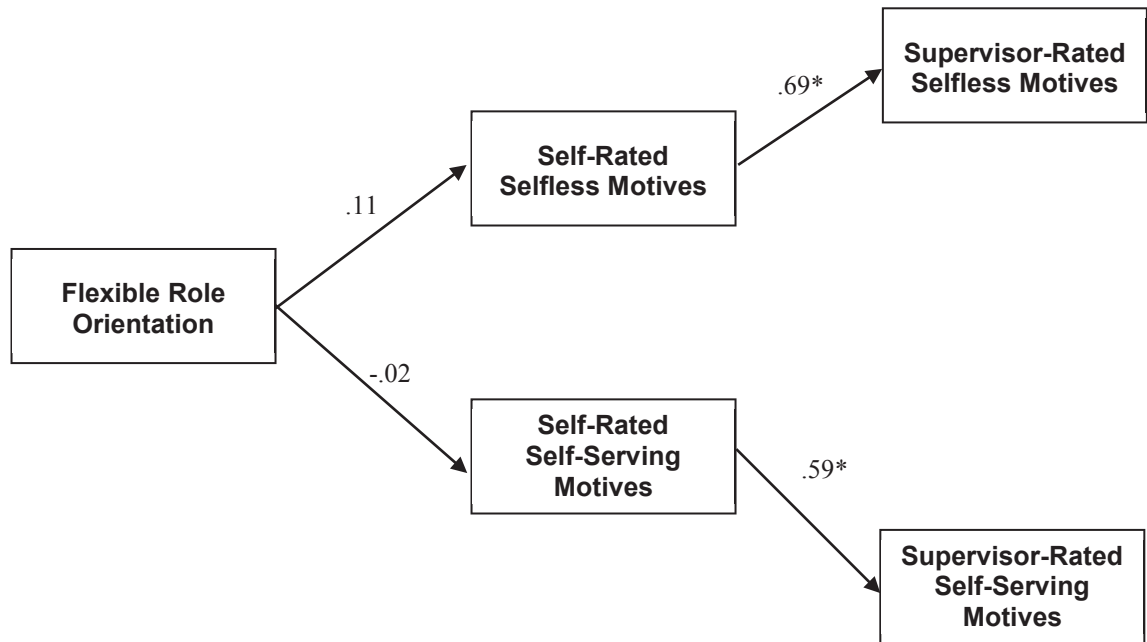 Supervisor-Rated
Selfless Motives
.69*
Self-Rated
Selfless Motives
.11
Flexible Role
Orientation
-.02
Self-Rated
Self-Serving
Motives
.59*
Supervisor-Rated
Self-Serving
Motives